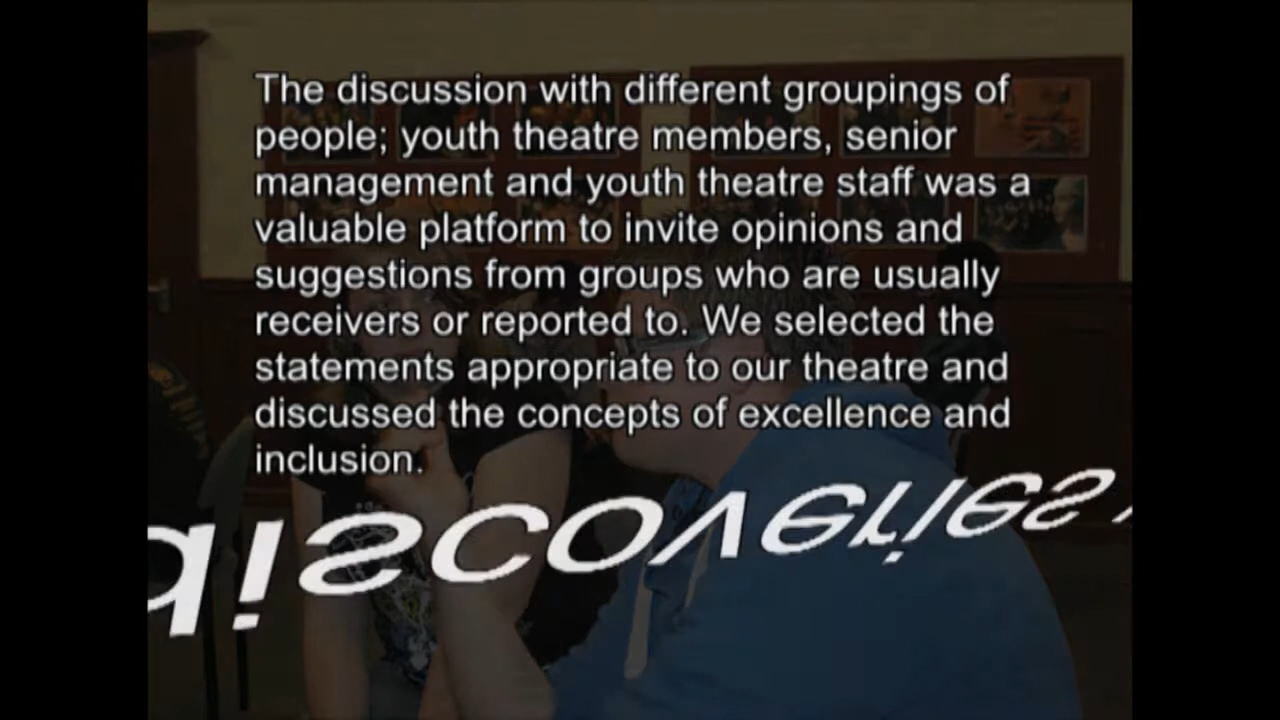 The discussion with different groupings of
people; youth theatre members, senior
management and youth theatre staff was a
valuable platform to invite opinions and
suggestions from groups who are usually
receivers or reported to. We selected the
statements appropriate to our theatre and
discussed the concepts of excellence and
inclusion.
discoveries